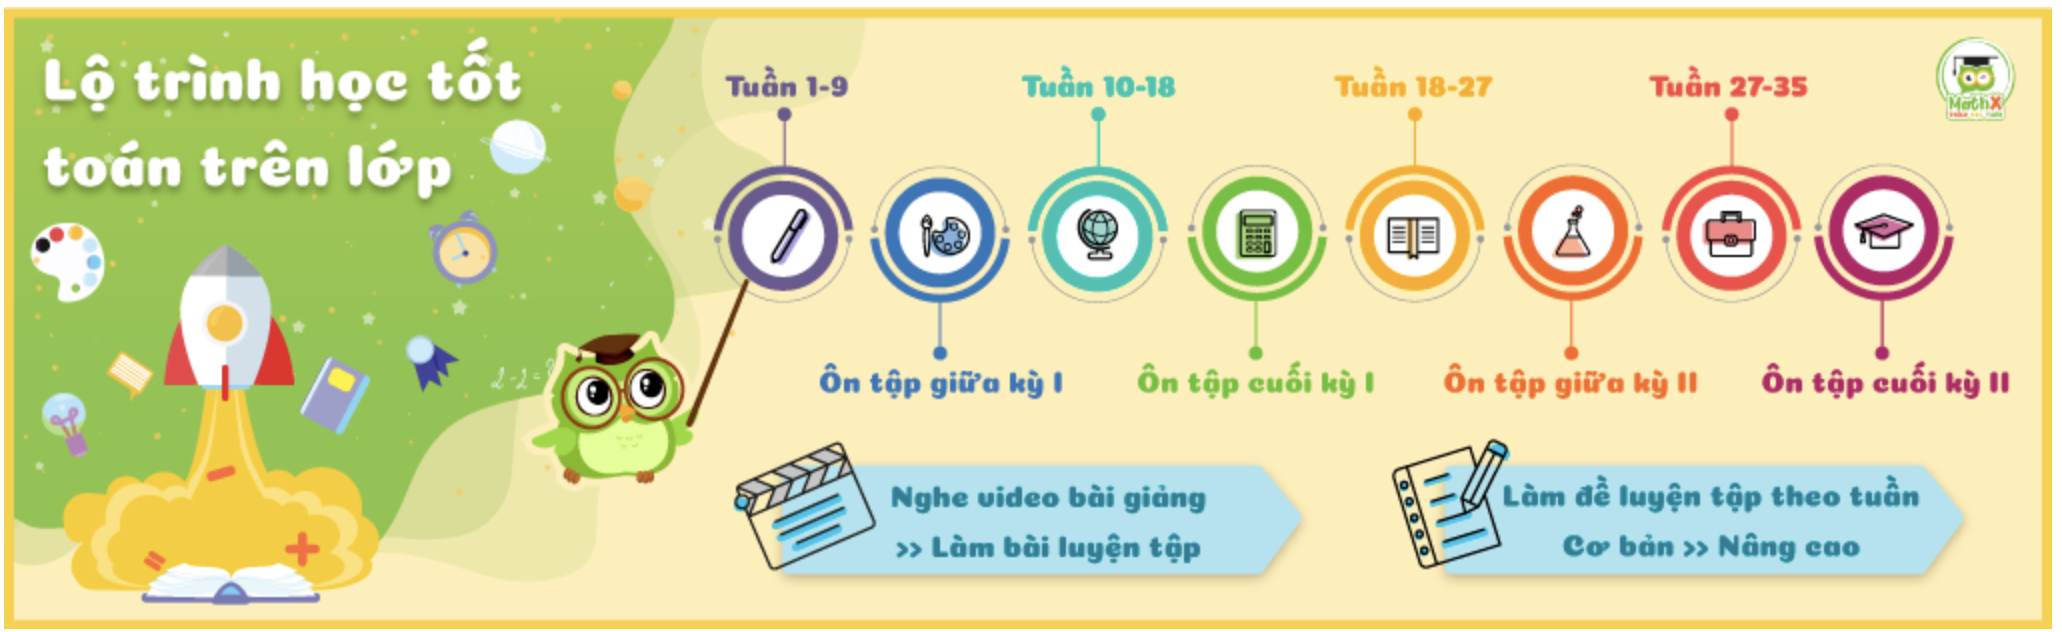 Lộ trình học tốt
toán trên lớp
Tuần 1-9
Tuần 10-18
Tuần 18-27
Tuần 27-35
MathX
Ôn tập giữa kỳ I
Ôn tập cuối kỳ I
Ôn tập giữa kỳ II
Ôn tập cuối kỳ II
Nghe video bài giảng
>> Làm bài luyện tập
Làm đề luyện tập theo tuần
Cơ bản >> Nâng cao